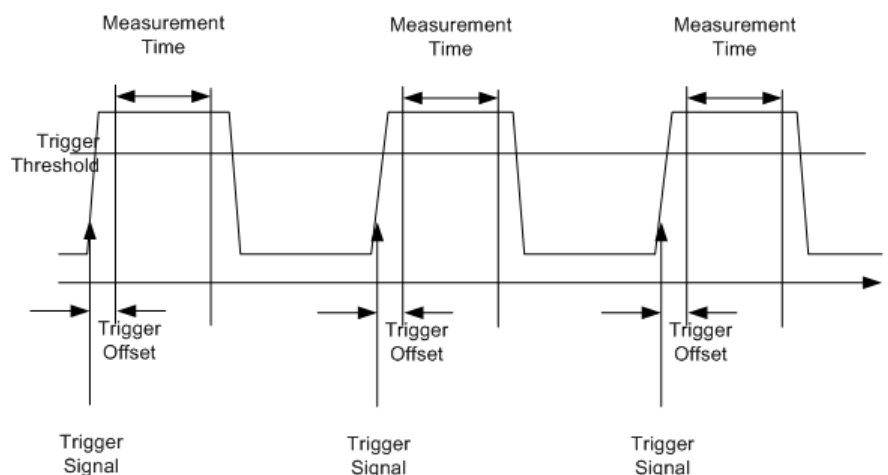 Measurement
Time
Measurement
Time
Measurement
Time
Trigger
Threshold
Trigger
Offset
Trigger
Offset
Trigger
Offset
Trigger
Signal
Trigger
Signal
Trigger
Signal